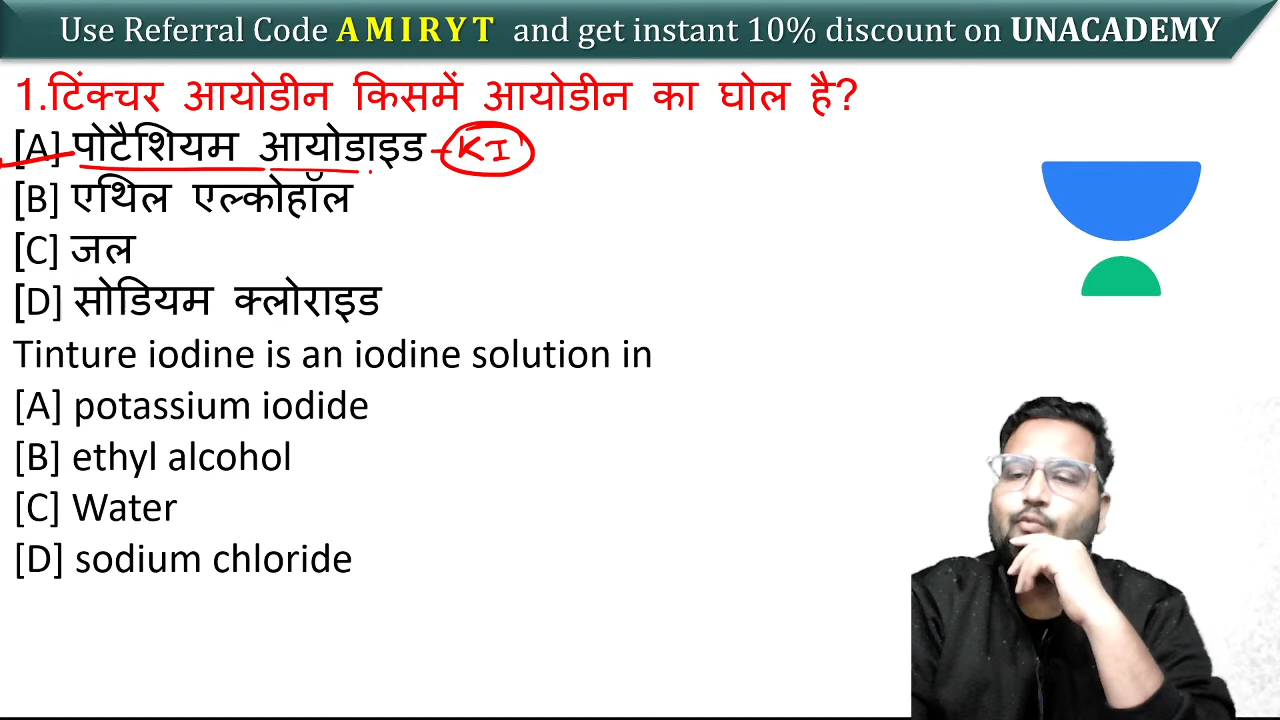 Use Referral Code AMIRYT and get instant 10% discount on UNACADEMY
1.टिंक्चर आयोडीन किसमें आयोडीन का घोल है?
[A] पोटैशियम आयोडाइड - KI
[B] एथिल एल्कोहॉल
[C] जल
[D] सोडियम क्लोराइड
Tinture iodine is an iodine solution in
[A] potassium iodide
[B] ethyl alcohol
[C] Water
[D] sodium chloride